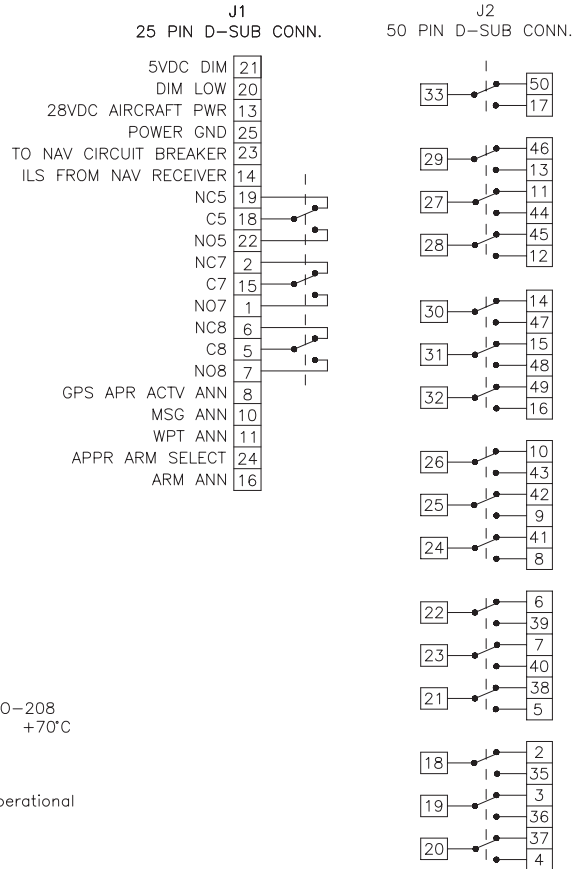 J1
25 PIN D-SUB CONN.
5VDC DIM 21
DIM LOW 20
28VDC AIRCRAFT PWR 13
POWER GND 25
TO NAV CIRCUIT BREAKER 23
ILS FROM NAV RECEIVER 14
NC5 19
C5 18
NO5 22
NC7 2
C7 15
NO7 1
NC8 6
C8 5
NO8 7
GPS APR ACTV ANN 8
MSG ANN 10
WPT ANN 11
APPR ARM SELECT 24
ARM ANN 16
J2
50 PIN D-SUB CONN.
33 50
17
29 46
13
27 11
44
28 45
12
30 14
47
31 15
48
32 49
16
26 10
43
25 42
9
24 41
8
22 6
39
23 7
40
21 38
5
18 2
35
19 3
36
20 37
4
O-208
+70°C
perational